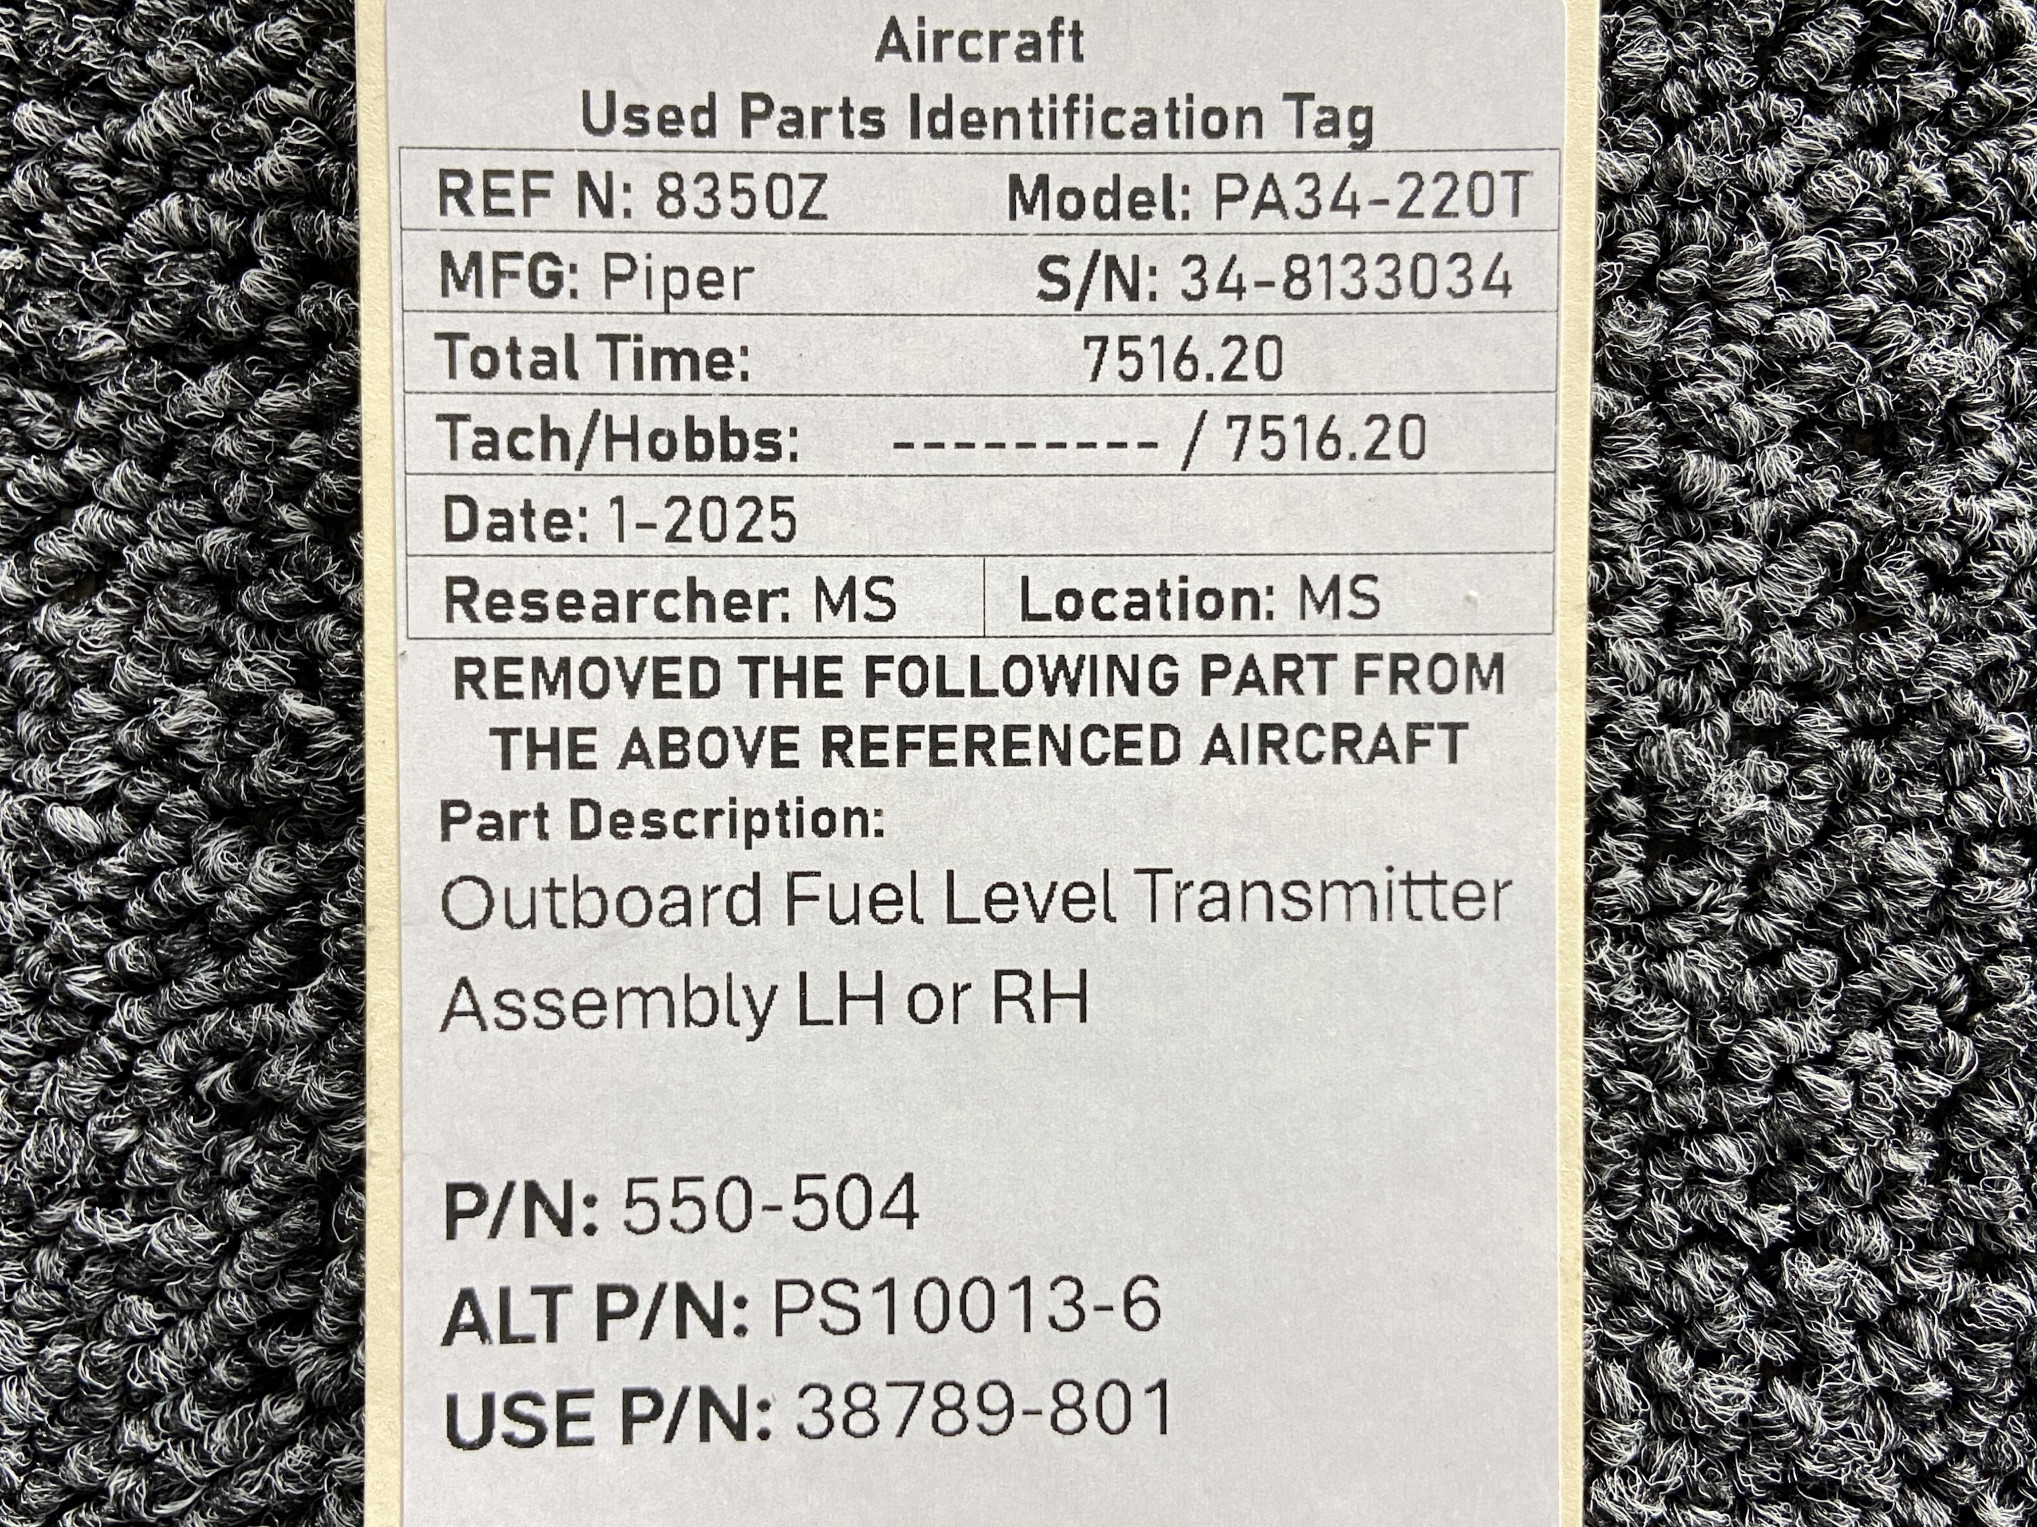 Aircraft
Used Parts Identification Tag
REF N: 8350Z Model: PA34-220T
MFG: Piper S/N: 34-8133034
Total Time: 7516.20
Tach/Hobbs: --------- / 7516.20
Date: 1-2025
Researcher: MS Location: MS
REMOVED THE FOLLOWING PART FROM
THE ABOVE REFERENCED AIRCRAFT
Part Description:
Outboard Fuel Level Transmitter
Assembly LH or RH
P/N: 550-504
ALT P/N: PS10013-6
USE P/N: 38789-801